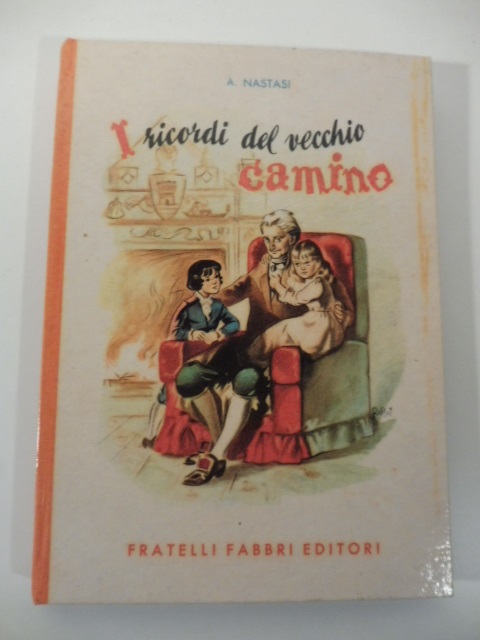 A. NASTASI
I ricordi del vecchio
camino
FRATELLI FABBRI EDITORI